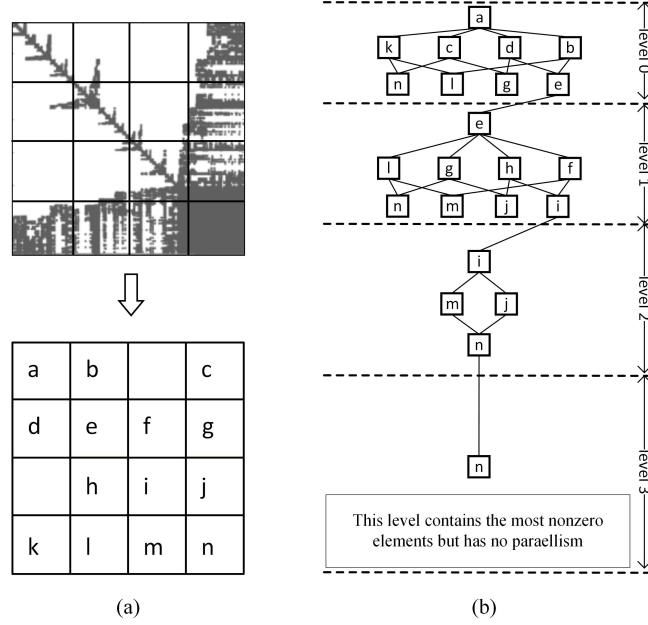 a b c
d e f g
h i j
k l m n
(a)
a
k c d b
n l g e
level 0
e
l g h f
n m j i
level 1
i
m j
n
level 2
n
level 3
This level contains the most nonzero
elements but has no paraellism
(b)